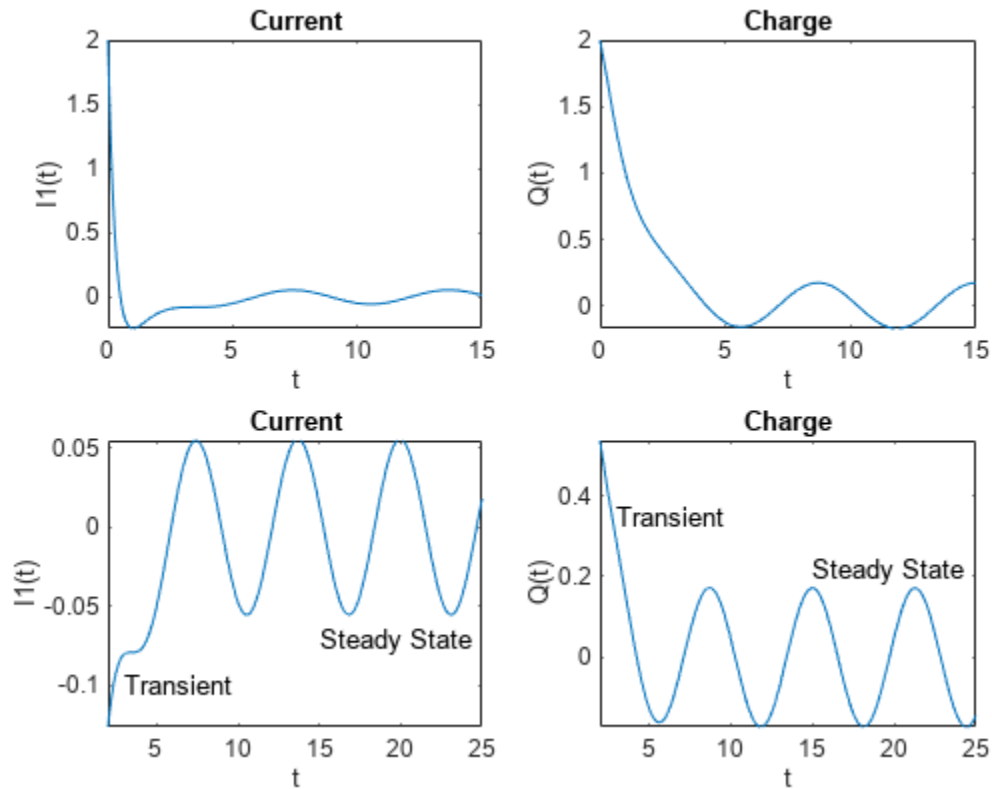 Current
2
1.5
1
0.5
0
I1(t)
0 5 10 15
t
Charge
2
1.5
1
0.5
0
Q(t)
0 5 10 15
t
Current
0.05
0
-0.05
-0.1
I1(t)
Steady State
Transient
5 10 15 20 25
t
Charge
0.4
0.2
0
Q(t)
Transient
Steady State
5 10 15 20 25
t